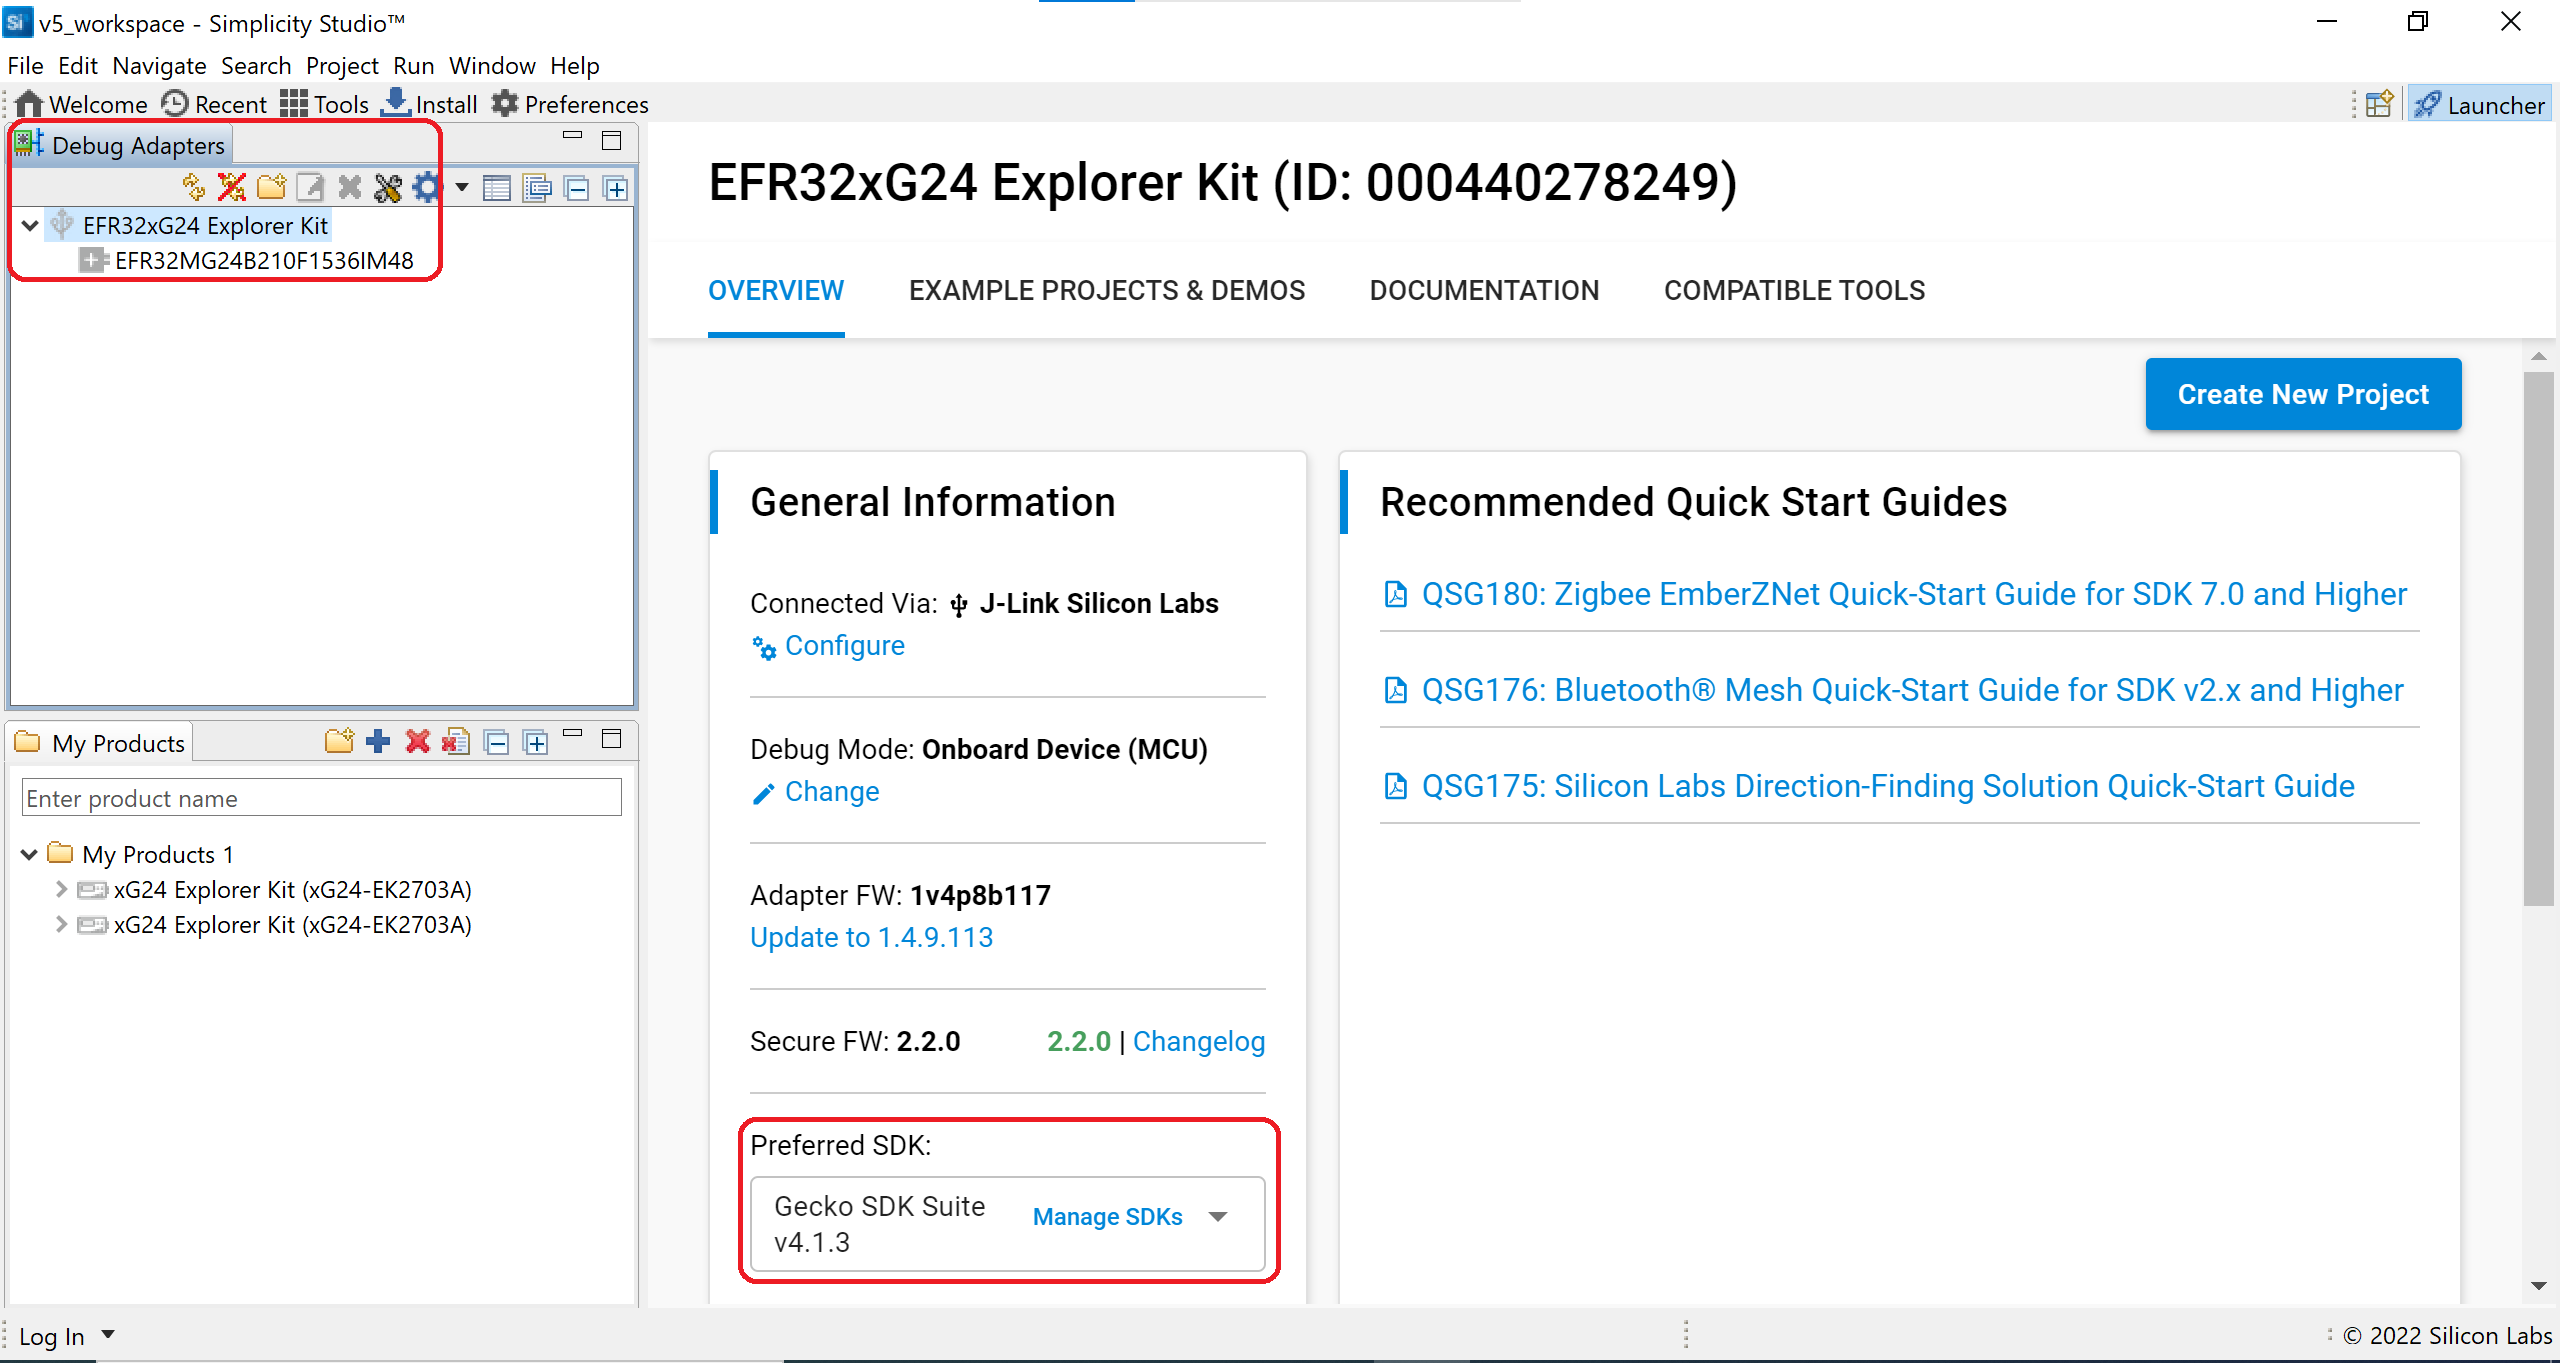 v5_workspace - Simplicity Studio™
File Edit Navigate Search Project Run Window Help
Welcome Recent Tools Install Preferences
Launcher
Debug Adapters
EFR32xG24 Explorer Kit
EFR32MG24B210F1536IM48
My Products
Enter product name
My Products 1
xG24 Explorer Kit (xG24-EK2703A)
xG24 Explorer Kit (xG24-EK2703A)
EFR32xG24 Explorer Kit (ID: 000440278249)
OVERVIEW EXAMPLE PROJECTS & DEMOS DOCUMENTATION COMPATIBLE TOOLS
Create New Project
General Information
Connected Via: J-Link Silicon Labs
Configure
Debug Mode: Onboard Device (MCU)
Change
Adapter FW: 1v4p8b117
Update to 1.4.9.113
Secure FW: 2.2.0 2.2.0 | Changelog
Preferred SDK:
Gecko SDK Suite
v4.1.3
Manage SDKs
Recommended Quick Start Guides
QSG180: Zigbee EmberZNet Quick-Start Guide for SDK 7.0 and Higher
QSG176: Bluetooth® Mesh Quick-Start Guide for SDK v2.x and Higher
QSG175: Silicon Labs Direction-Finding Solution Quick-Start Guide
Log In
© 2022 Silicon Labs